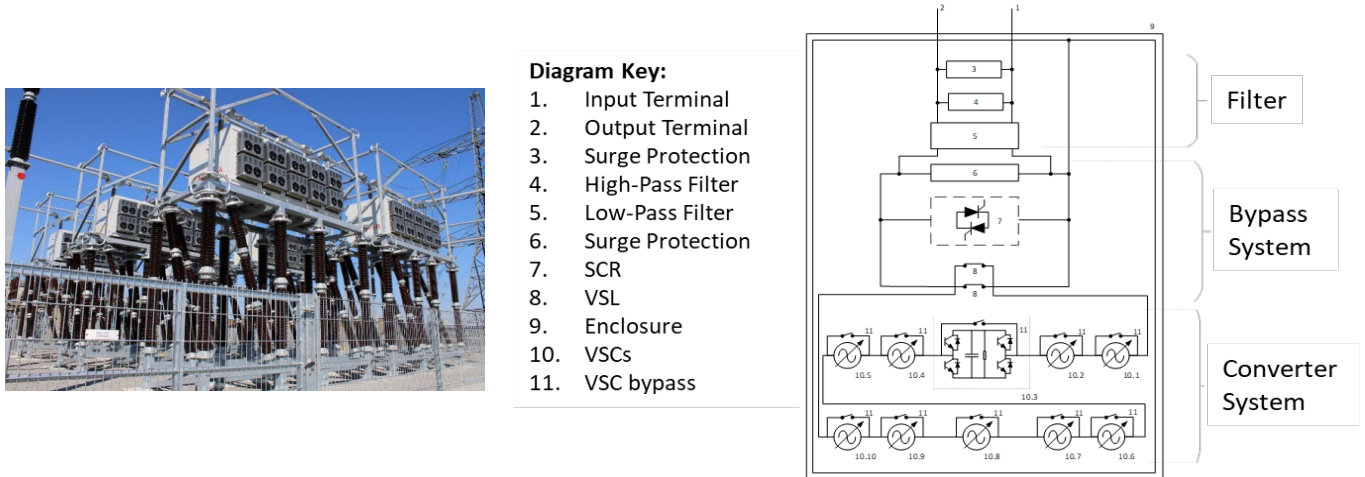 Diagram Key:
1. Input Terminal
2. Output Terminal
3. Surge Protection
4. High-Pass Filter
5. Low-Pass Filter
6. Surge Protection
7. SCR
8. VSL
9. Enclosure
10. VSCs
11. VSC bypass
2 1
9
3
4
5
6
7
8
8
11 11 11 11 11
10.5 10.4 10.2 10.1
10.3
11 11 11 11 11
10.10 10.9 10.8 10.7 10.6
Filter
Bypass
System
Converter
System